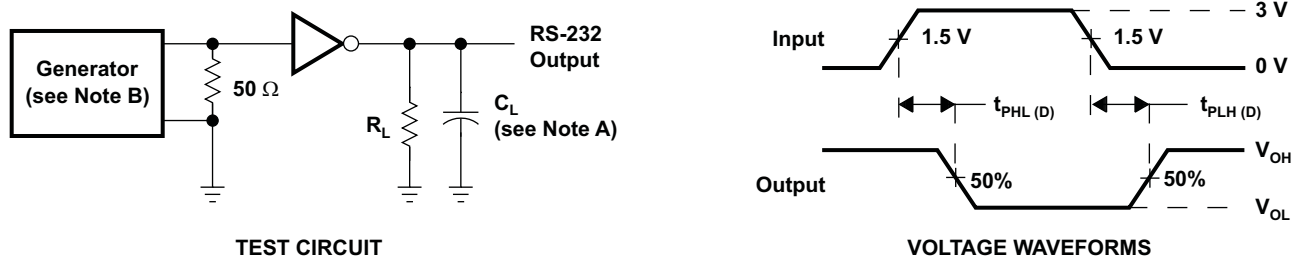 Generator
(see Note B)
50 Ω
RS-232
Output
R_L
C_L
(see Note A)
TEST CIRCUIT
Input
1.5 V
1.5 V
3 V
0 V
t_PHL (D)
t_PLH (D)
Output
50%
50%
V_OH
V_OL
VOLTAGE WAVEFORMS